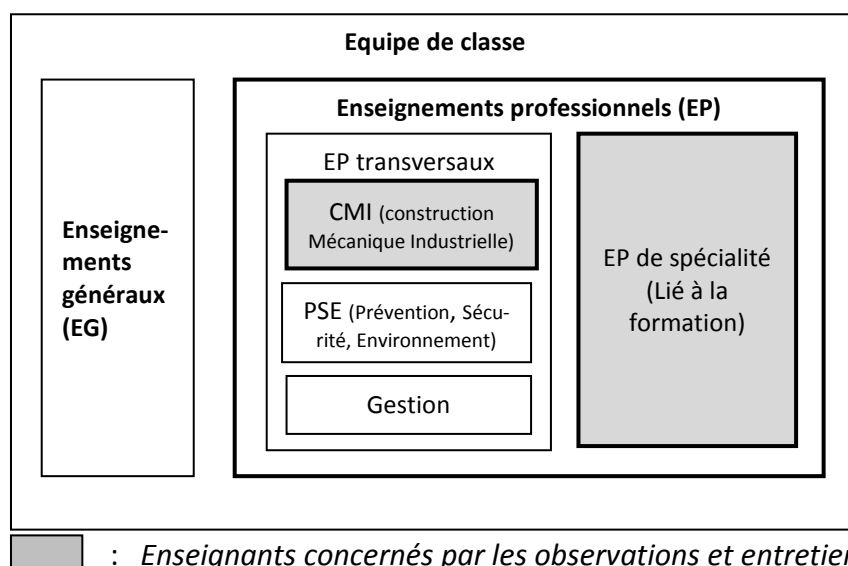 Equipe de classe
Enseignements professionnels (EP)
EP transversaux
CMI (construction
Mécanique Industrielle)
PSE (Prévention, Sécu-
rité, Environnement)
Gestion
Enseigne-
ments
généraux
(EG)
EP de spécialité
(Lié à la
formation)
: Enseignants concernés par les observations et